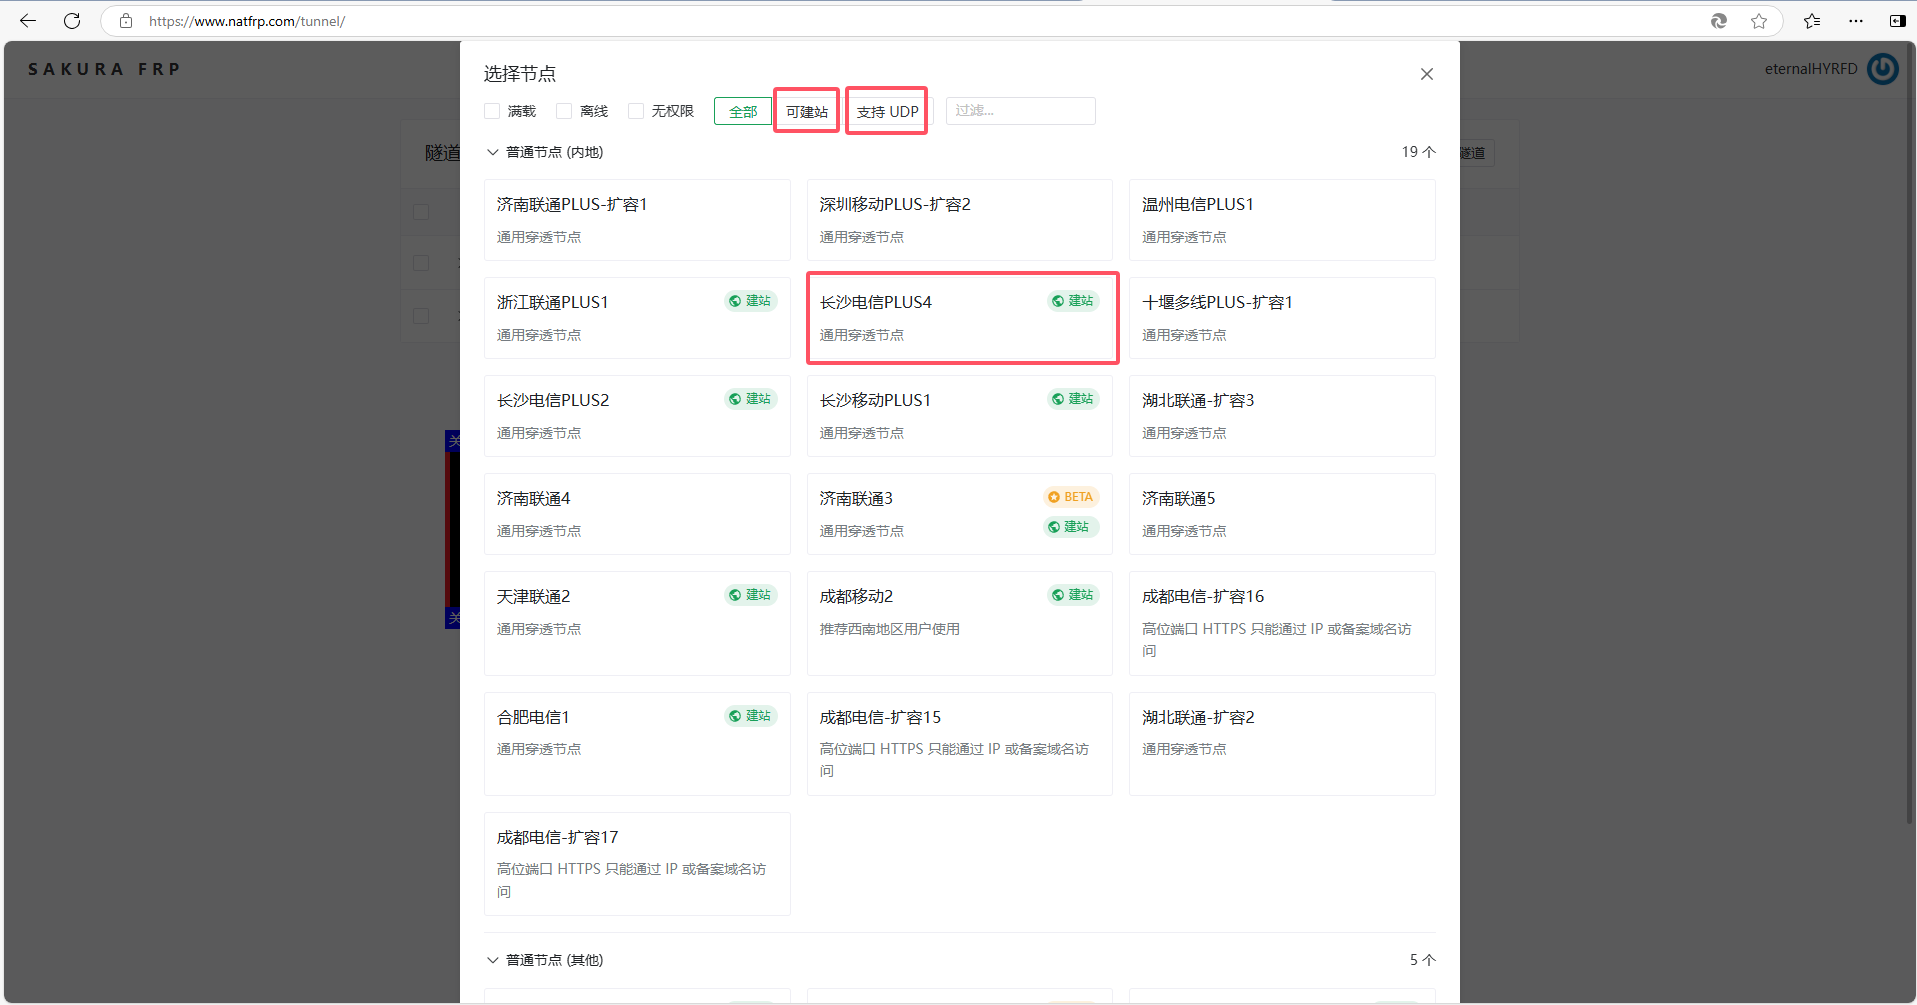 https://www.natfrp.com/tunnel/
SAKURA FRP
eternalHYRFD
选择节点
满载 离线 无权限 全部 可建站 支持 UDP 过滤...
隧道
隧道
普通节点 (内地) 19 个
济南联通PLUS-扩容1
通用穿透节点
深圳移动PLUS-扩容2
通用穿透节点
温州电信PLUS1
通用穿透节点
浙江联通PLUS1 建站
通用穿透节点
长沙电信PLUS4 建站
通用穿透节点
十堰多线PLUS-扩容1
通用穿透节点
长沙电信PLUS2 建站
通用穿透节点
长沙移动PLUS1 建站
通用穿透节点
湖北联通-扩容3
通用穿透节点
关
济南联通4
通用穿透节点
济南联通3 BETA
通用穿透节点 建站
济南联通5
通用穿透节点
天津联通2 建站
通用穿透节点
成都移动2 建站
推荐西南地区用户使用
成都电信-扩容16
高位端口 HTTPS 只能通过 IP 或备案域名访
问
关
合肥电信1 建站
通用穿透节点
成都电信-扩容15
高位端口 HTTPS 只能通过 IP 或备案域名访
问
湖北联通-扩容2
通用穿透节点
成都电信-扩容17
高位端口 HTTPS 只能通过 IP 或备案域名访
问
普通节点 (其他) 5 个